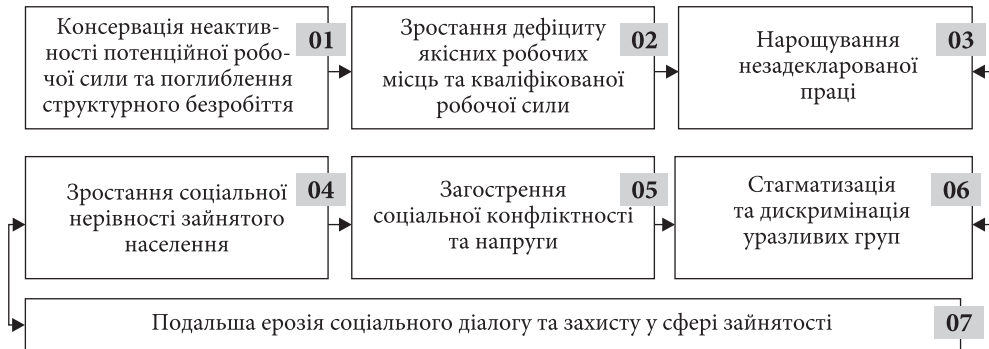 Консервація неактив-
ності потенційної робо-
чої сили та поглиблення
структурного безробіття
01
Зростання дефіциту
якісних робочих
місць та кваліфікованої
робочої сили
02
Нарощування
незадекларованої
праці
03
Зростання соціальної
нерівності зайнятого
населення
04
Загострення
соціальної конфліктності
та напруги
05
Стагматизація
та дискримінація
уразливих груп
06
Подальша ерозія соціального діалогу та захисту у сфері зайнятості
07